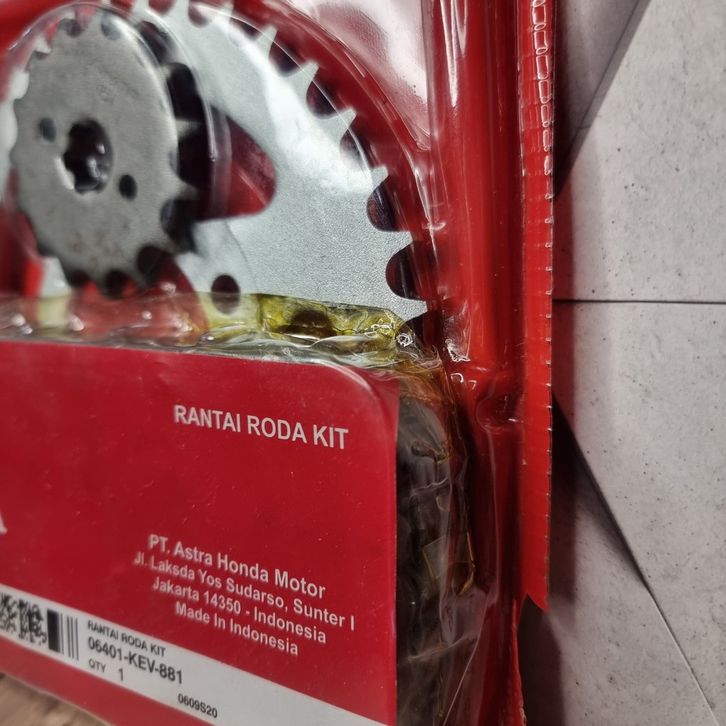 RANTAI RODA KIT
PT. Astra Honda Motor
Jl. Laksda Yos Sudarso, Sunter I
Jakarta 14350 - Indonesia
Made In Indonesia
RANTAI RODA KIT
06401-KEV-881
QTY 1
0609S20